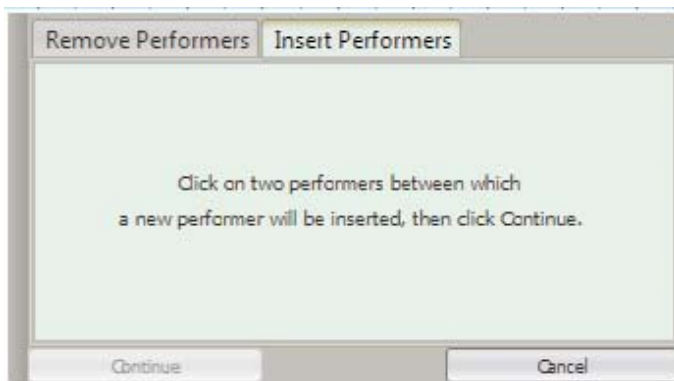 Remove Performers Insert Performers
Click on two performers between which
a new performer will be inserted, then click Continue.
Continue Cancel